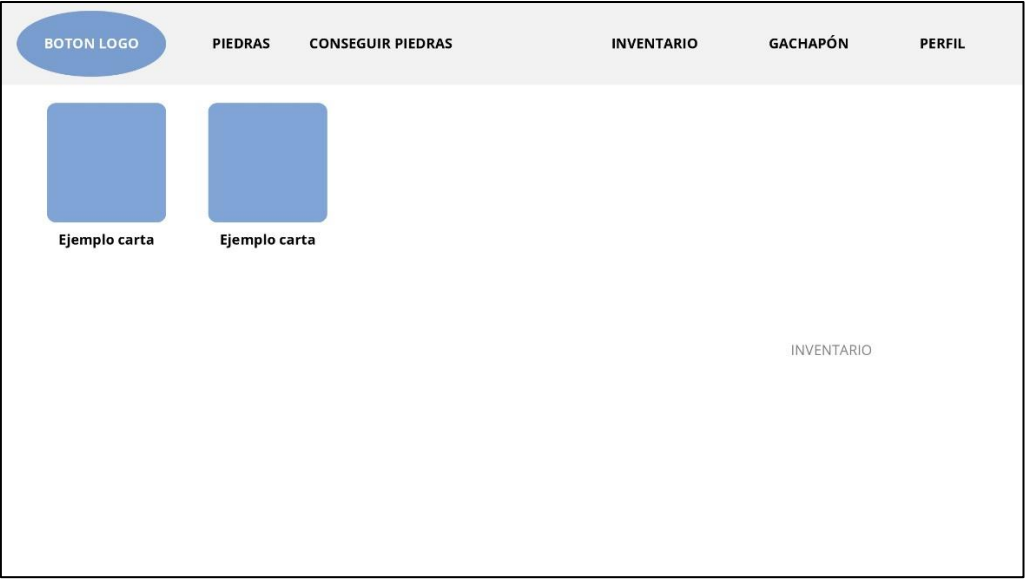 BOTON LOGO PIEDRAS CONSEGUIR PIEDRAS INVENTARIO GACHAPÓN PERFIL
Ejemplo carta Ejemplo carta
INVENTARIO